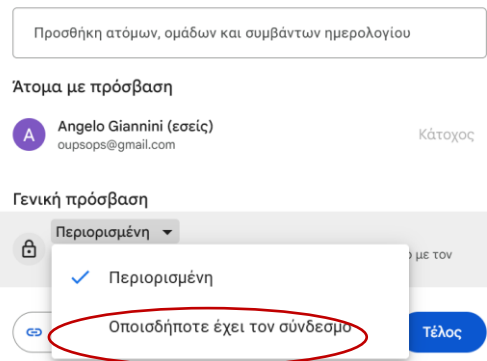 Προσθήκη ατόμων, ομάδων και συμβάντων ημερολογίου
Άτομα με πρόσβαση
A
Angelo Giannini (εσείς)
oupsops@gmail.com
Κάτοχος
Γενική πρόσβαση
Περιορισμένη
με τον
Περιορισμένη
Οποισδήποτε έχει τον σύνδεσμο
Τέλος